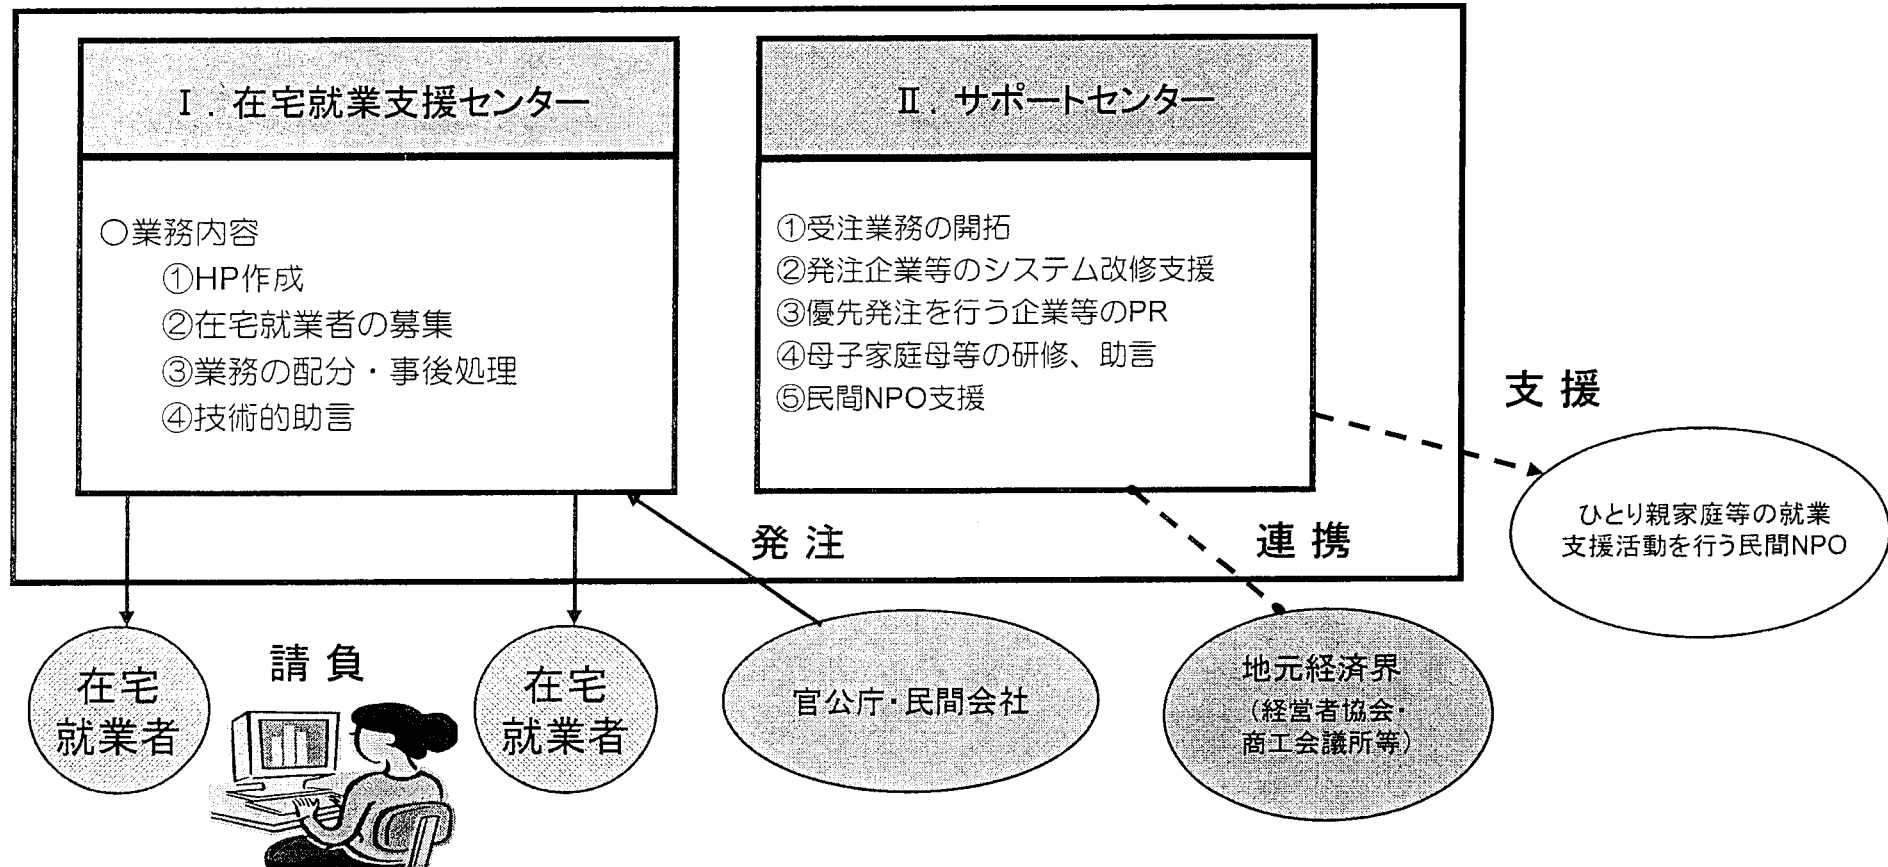 Ⅰ．在宅就業支援センター
○業務内容
①HP作成
②在宅就業者の募集
③業務の配分・事後処理
④技術的助言
Ⅱ．サポートセンター
①受注業務の開拓
②発注企業等のシステム改修支援
③優先発注を行う企業等のPR
④母子家庭母等の研修、助言
⑤民間NPO支援
支援
ひとり親家庭等の就業
支援活動を行う民間NPO
発注
連携
在宅
就業者
請負
在宅
就業者
官公庁・民間会社
地元経済界
（経営者協会・
商工会議所等）